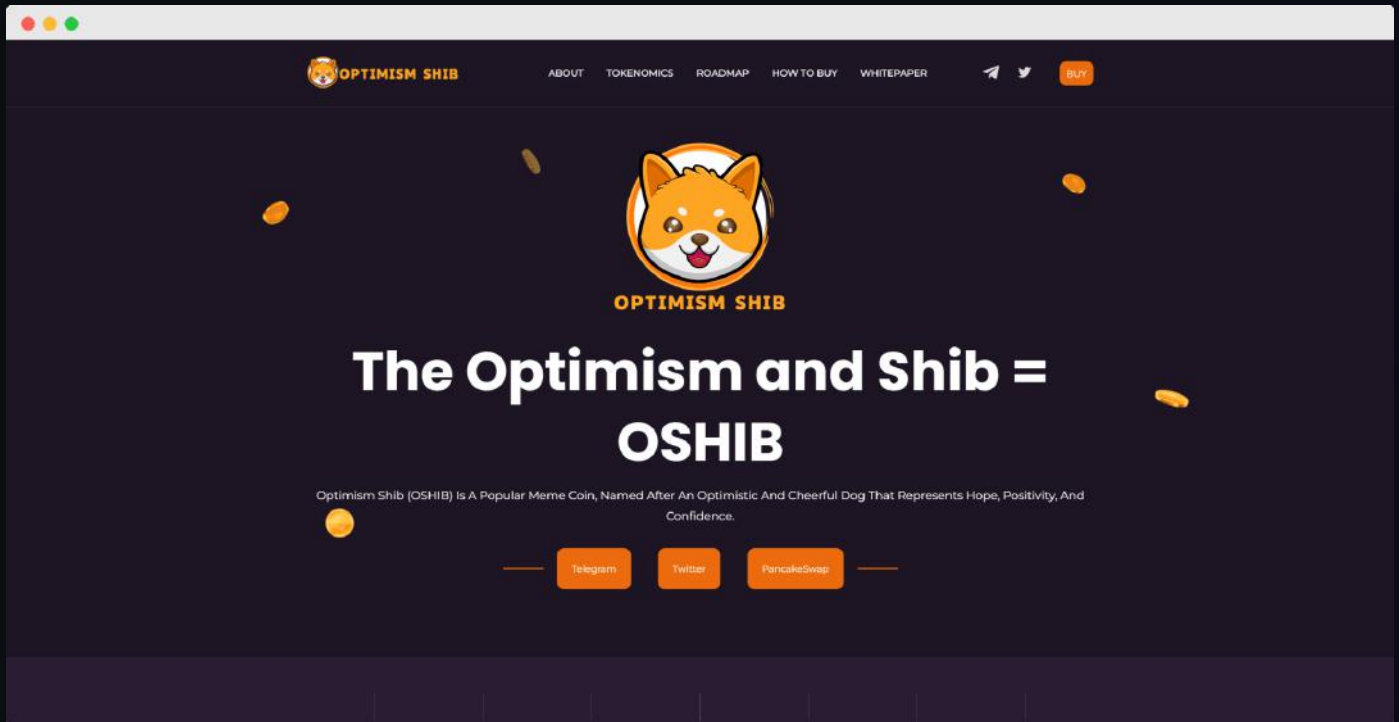 OPTIMISM SHIB
ABOUT TOKENOMICS ROADMAP HOW TO BUY WHITEPAPER BUY
OPTIMISM SHIB
The Optimism and Shib =
OSHIB
Optimism Shib (OSHIB) Is A Popular Meme Coin, Named After An Optimistic And Cheerful Dog That Represents Hope, Positivity, And
Confidence.
Telegram Twitter PancakeSwap